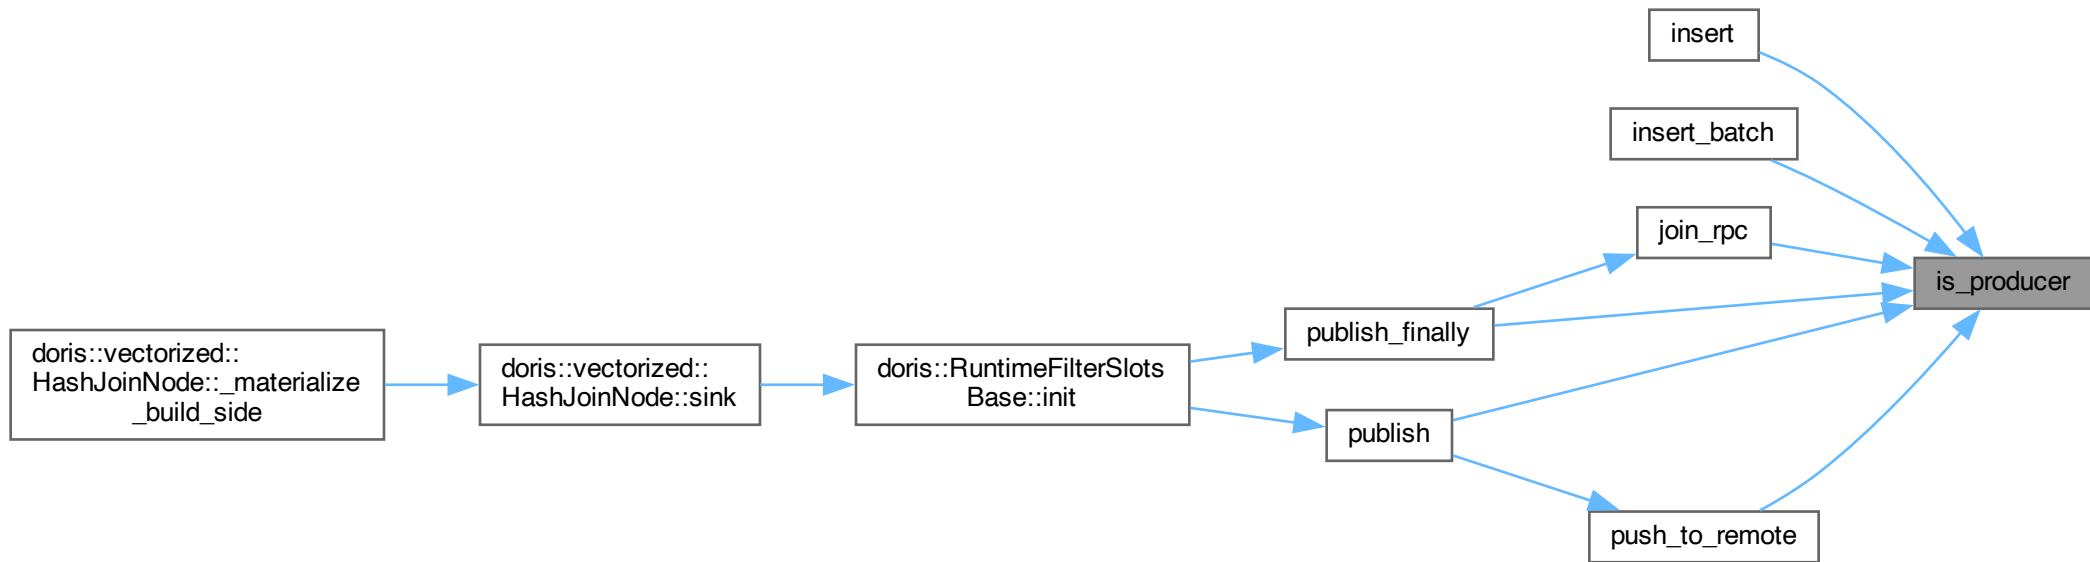 insert
insert_batch
join_rpc
is_producer
publish_finally
doris::vectorized::
HashJoinNode::_materialize
_build_side
doris::vectorized::
HashJoinNode::sink
doris::RuntimeFilterSlots
Base::init
publish
push_to_remote